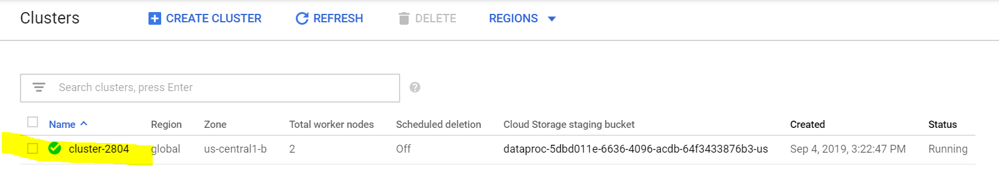 Clusters CREATE CLUSTER REFRESH DELETE REGIONS
Search clusters, press Enter ?
Name Region Zone Total worker nodes Scheduled deletion Cloud Storage staging bucket Created Status
cluster-2804 global us-central1-b 2 Off dataproc-5dbd011e-6636-4096-acdb-64f3433876b3-us Sep 4, 2019, 3:22:47 PM Running